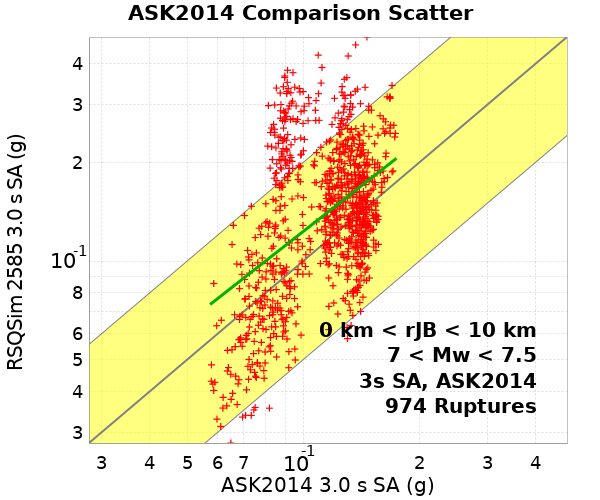 ASK2014 Comparison Scatter
RSQSim 2585 3.0 s SA (g)
4
3
2
10-1
8
6
5
4
3
0 km < rJB < 10 km
7 < Mw < 7.5
3s SA, ASK2014
974 Ruptures
3 4 5 6 7 10-1 2 3 4
ASK2014 3.0 s SA (g)